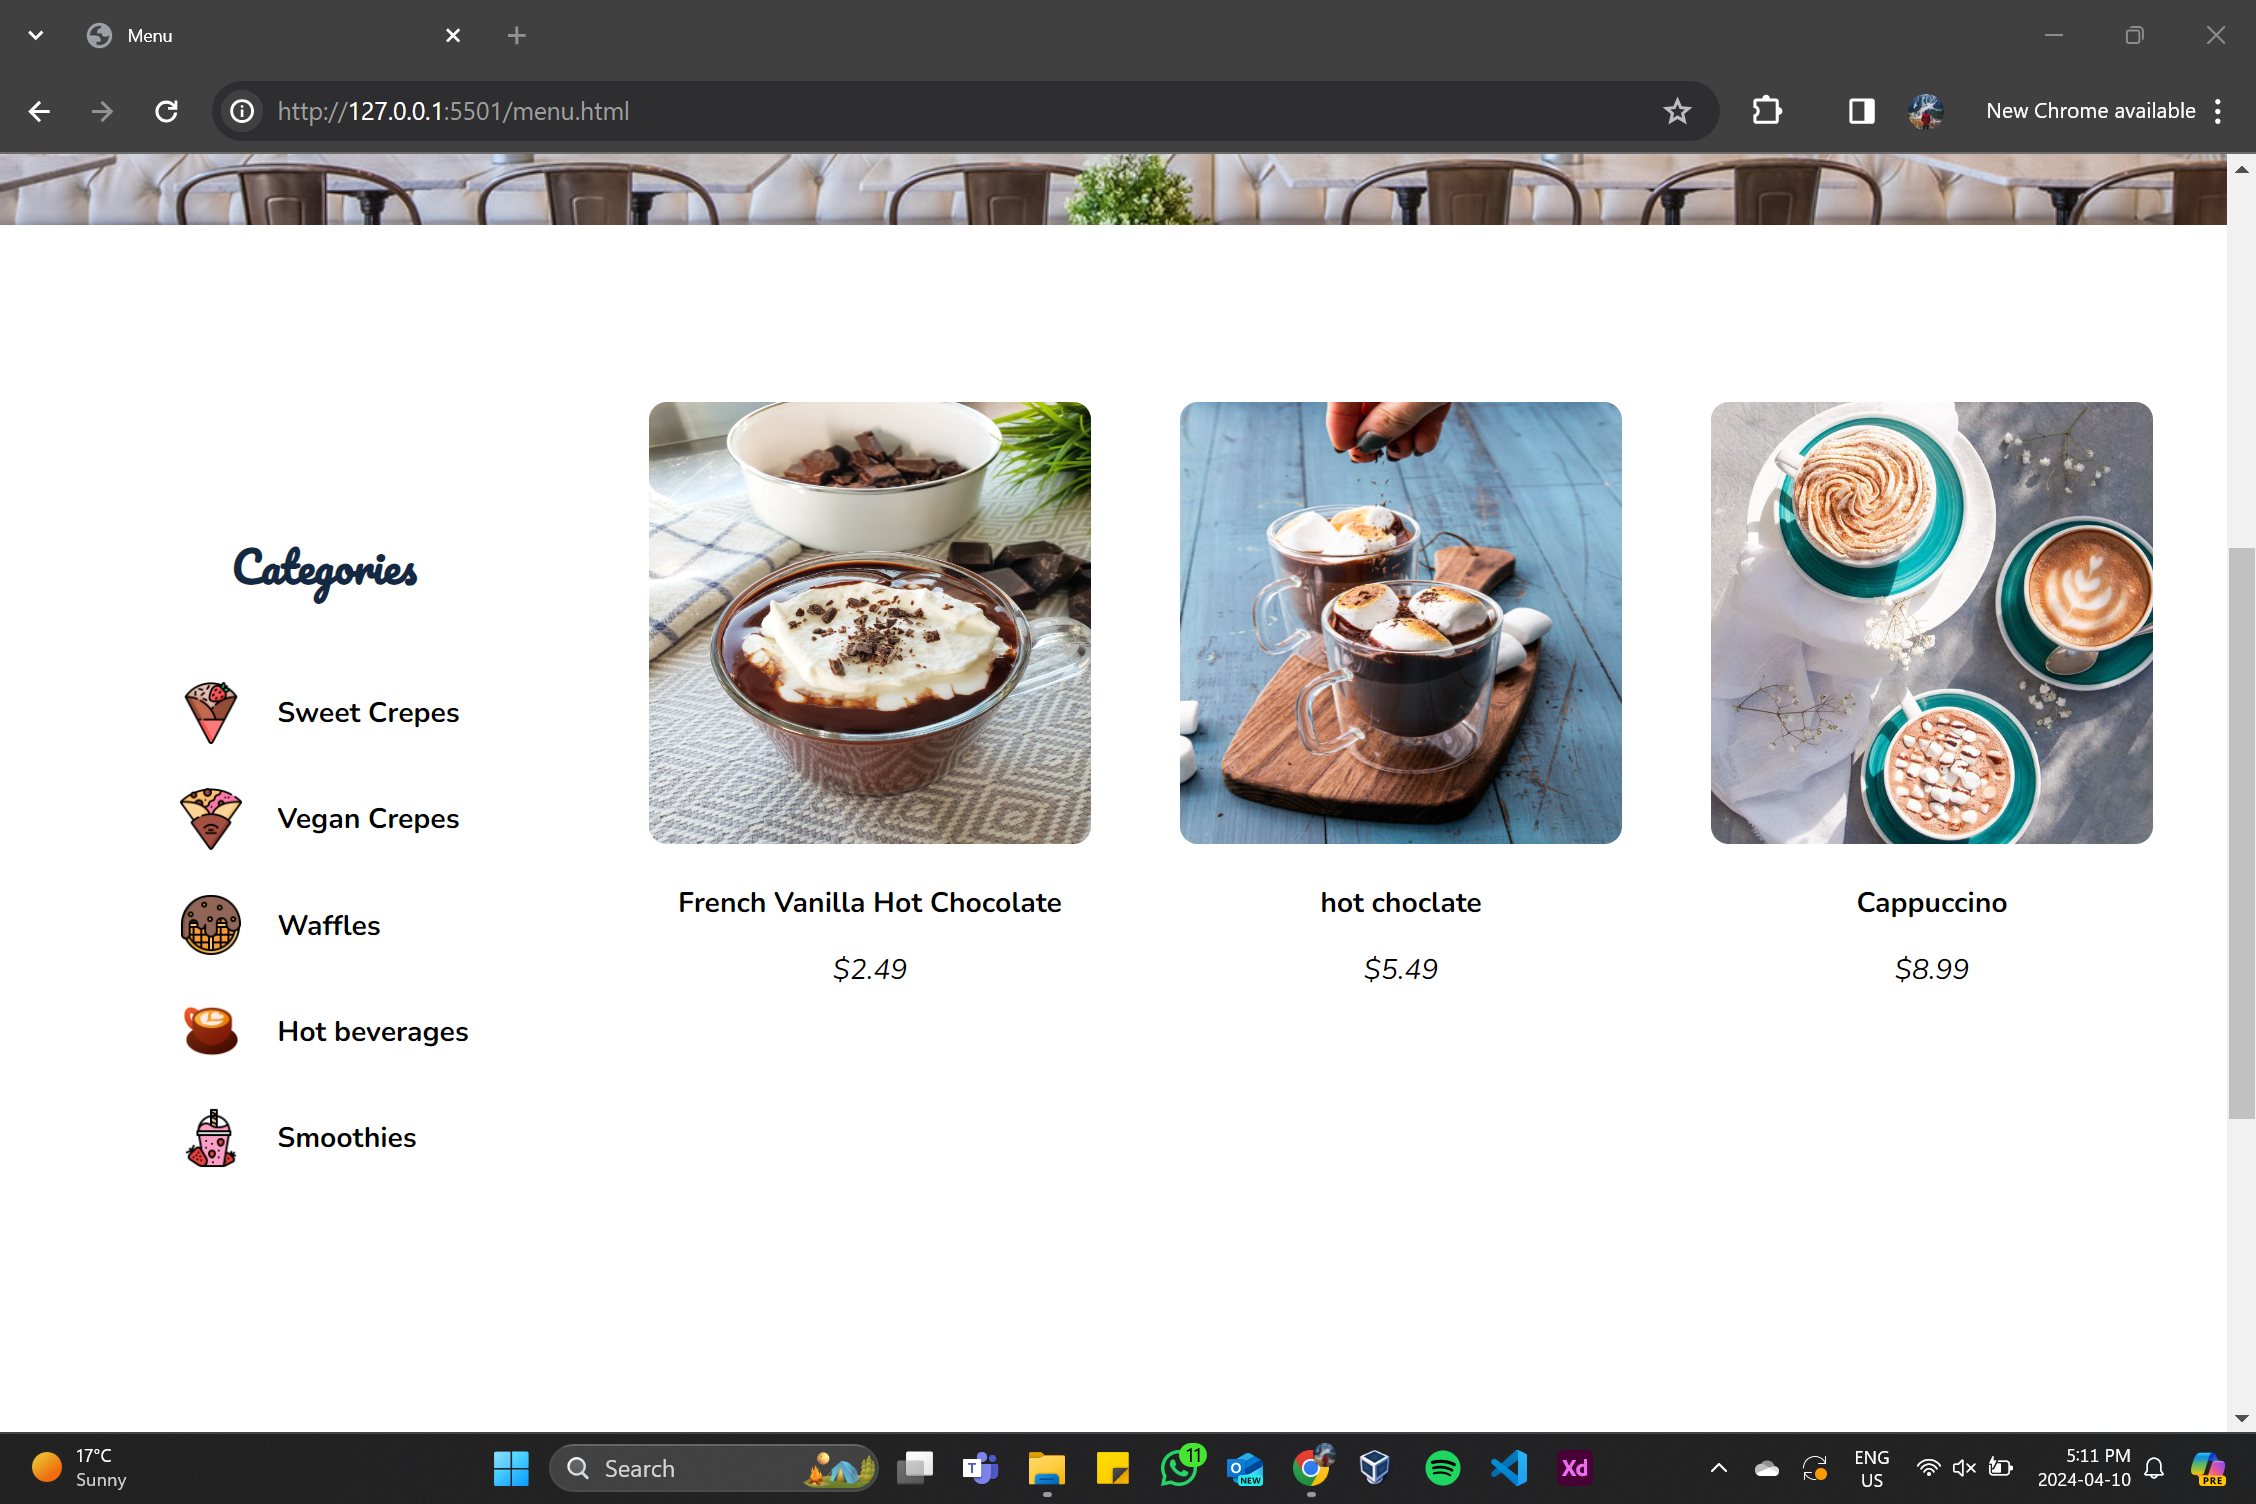 Menu
http://127.0.0.1:5501/menu.html
New Chrome available
Categories
Sweet Crepes
Vegan Crepes
Waffles
Hot beverages
Smoothies
French Vanilla Hot Chocolate
$2.49
hot choclate
$5.49
Cappuccino
$8.99
17°C
Sunny
Search
T
11
O
NEW
Xd
ENG
US
5:11 PM
2024-04-10
PRE